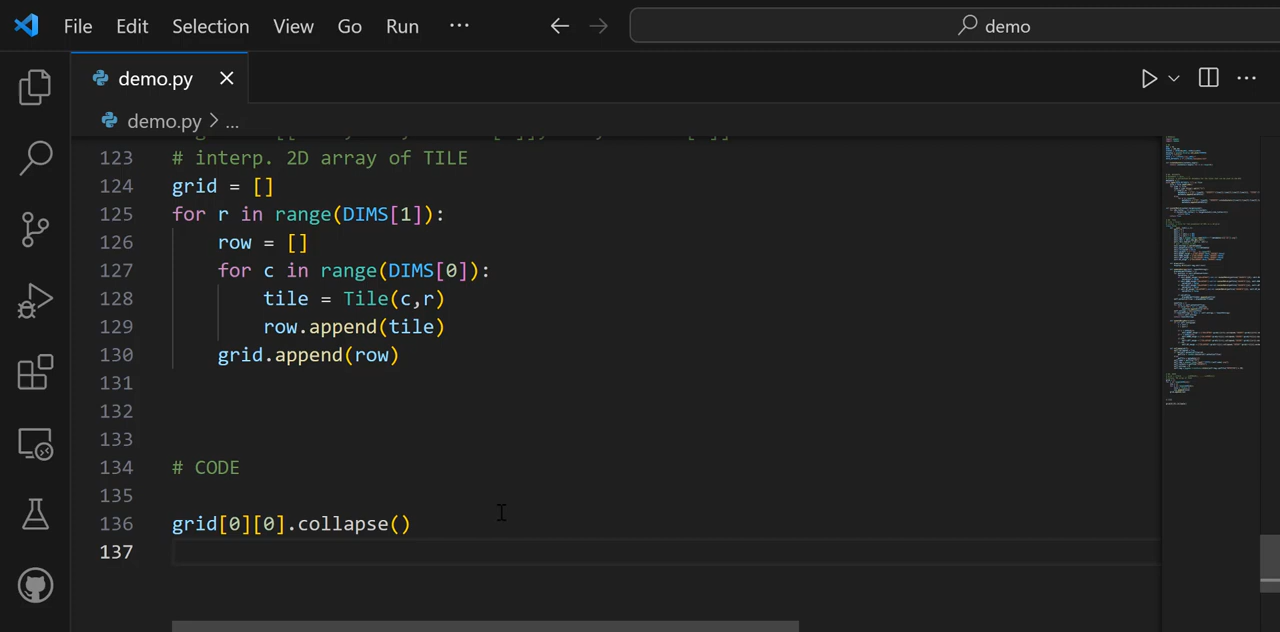 File Edit Selection View Go Run ··· demo
demo.py
demo.py > ...
123 # interp. 2D array of TILE
124 grid = []
125 for r in range(DIMS[1]):
126 row = []
127 for c in range(DIMS[0]):
128 tile = Tile(c,r)
129 row.append(tile)
130 grid.append(row)
131
132
133
134 # CODE
135
136 grid[0][0].collapse()
137